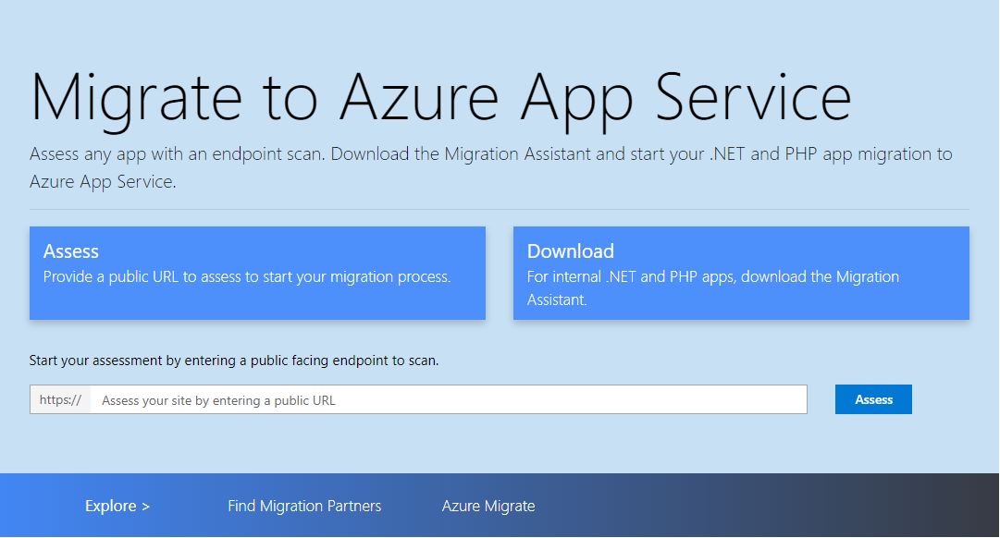 Migrate to Azure App Service
Assess any app with an endpoint scan. Download the Migration Assistant and start your .NET and PHP app migration to
Azure App Service.
Assess
Provide a public URL to assess to start your migration process.
Download
For internal .NET and PHP apps, download the Migration
Assistant.
Start your assessment by entering a public facing endpoint to scan.
https:// Assess your site by entering a public URL
Assess
Explore > Find Migration Partners Azure Migrate